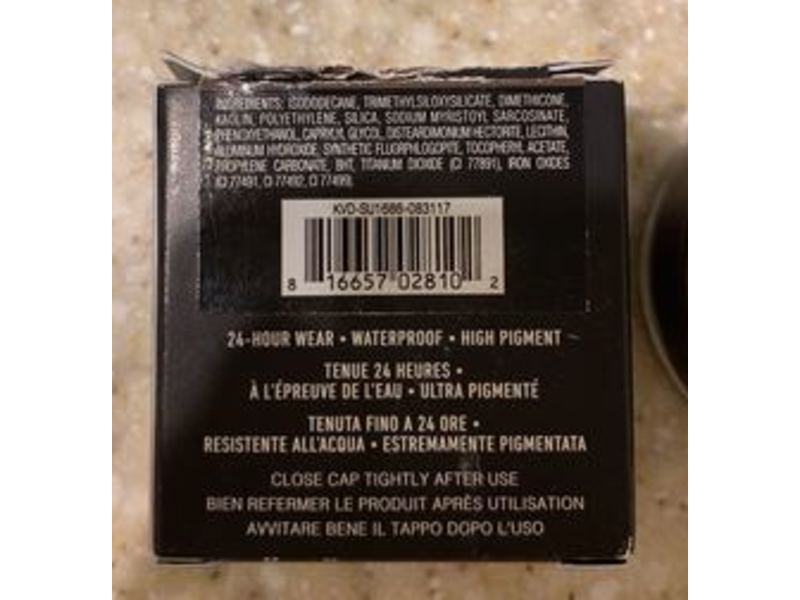 INGREDIENTS: ISODODECANE, TRIMETHYLSILOXYSILICATE, DIMETHICONE,
KAOLIN, POLYETHYLENE, SILICA, SODIUM MYRISTOYL SARCOSINATE,
PHENOXYETHANOL, CAPRYLYL GLYCOL, DISTEARDIMONIUM HECTORITE, LECITHIN,
ALUMINUM HYDROXIDE, SYNTHETIC FLUORPHLOGOPITE, TOCOPHERYL ACETATE,
PROPYLENE CARBONATE, BHT, TITANIUM DIOXIDE (CI 77891), IRON OXIDES
(CI 77491, CI 77492, CI 77499).
KVD-SU1686-083117
8 16657 02810 2
24-HOUR WEAR • WATERPROOF • HIGH PIGMENT
TENUE 24 HEURES •
À L'ÉPREUVE DE L'EAU • ULTRA PIGMENTÉ
TENUTA FINO A 24 ORE •
RESISTENTE ALL'ACQUA • ESTREMAMENTE PIGMENTATA
CLOSE CAP TIGHTLY AFTER USE
BIEN REFERMER LE PRODUIT APRÈS UTILISATION
AVVITARE BENE IL TAPPO DOPO L'USO